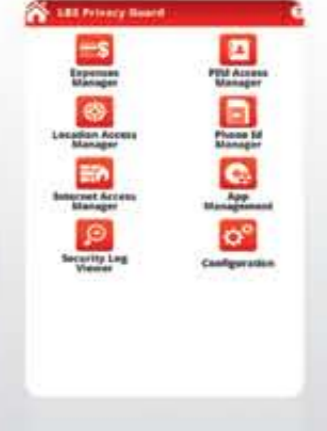 LBE Privacy Guard
Expenses
Manager
PIM Access
Manager
Location Access
Manager
Phone Id
Manager
Internet Access
Manager
App
Management
Security Log
Viewer
Configuration